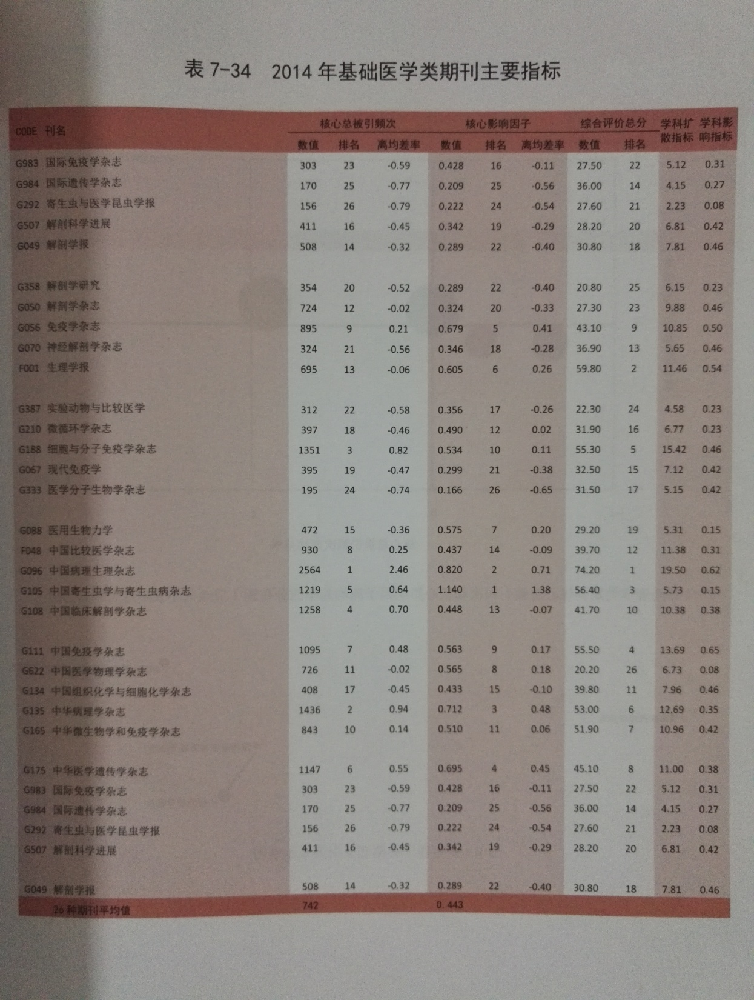 表 7-34 2014 年基础医学类期刊主要指标
CODE 刊名 核心总被引频次 核心影响因子 综合评价总分 学科扩散指标 学科影响指标
数值 排名 离均差率 数值 排名 离均差率 数值 排名
G983 国际免疫学杂志 303 23 -0.59 0.428 16 -0.11 27.50 22 5.12 0.31
G984 国际遗传学杂志 170 25 -0.77 0.209 25 -0.56 36.00 14 4.15 0.27
G292 寄生虫与医学昆虫学报 156 26 -0.79 0.222 24 -0.54 27.60 21 2.23 0.08
G507 解剖科学进展 411 16 -0.45 0.342 19 -0.29 28.20 20 6.81 0.42
G049 解剖学报 508 14 -0.32 0.289 22 -0.40 30.80 18 7.81 0.46
G358 解剖学研究 354 20 -0.52 0.289 22 -0.40 20.80 25 6.15 0.23
G050 解剖学杂志 724 12 -0.02 0.324 20 -0.33 27.30 23 9.88 0.46
G056 免疫学杂志 895 9 0.21 0.679 5 0.41 43.10 9 10.85 0.50
G070 神经解剖学杂志 324 21 -0.56 0.346 18 -0.28 36.90 13 5.65 0.46
F001 生理学报 695 13 -0.06 0.605 6 0.26 59.80 2 11.46 0.54
G387 实验动物与比较医学 312 22 -0.58 0.356 17 -0.26 22.30 24 4.58 0.23
G210 微循环学杂志 397 18 -0.46 0.490 12 0.02 31.90 16 6.77 0.23
G188 细胞与分子免疫学杂志 1351 3 0.82 0.534 10 0.11 55.30 5 15.42 0.46
G067 现代免疫学 395 19 -0.47 0.299 21 -0.38 32.50 15 7.12 0.42
G333 医学分子生物学杂志 195 24 -0.74 0.166 26 -0.65 31.50 17 5.15 0.42
G088 医用生物力学 472 15 -0.36 0.575 7 0.20 29.20 19 5.31 0.15
F048 中国比较医学杂志 930 8 0.25 0.437 14 -0.09 39.70 12 11.38 0.31
G096 中国病理生理杂志 2564 1 2.46 0.820 2 0.71 74.20 1 19.50 0.62
G105 中国寄生虫学与寄生虫病杂志 1219 5 0.64 1.140 1 1.38 56.40 3 5.73 0.15
G108 中国临床解剖学杂志 1258 4 0.70 0.448 13 -0.07 41.70 10 10.38 0.38
G111 中国免疫学杂志 1095 7 0.48 0.563 9 0.17 55.50 4 13.69 0.65
G622 中国医学物理学杂志 726 11 -0.02 0.565 8 0.18 20.20 26 6.73 0.08
G134 中国组织化学与细胞化学杂志 408 17 -0.45 0.433 15 -0.10 39.80 11 7.96 0.46
G135 中华病理学杂志 1436 2 0.94 0.712 3 0.48 53.00 6 12.69 0.35
G165 中华微生物学和免疫学杂志 843 10 0.14 0.510 11 0.06 51.90 7 10.96 0.42
G175 中华医学遗传学杂志 1147 6 0.55 0.695 4 0.45 45.10 8 11.00 0.38
G983 国际免疫学杂志 303 23 -0.59 0.428 16 -0.11 27.50 22 5.12 0.31
G984 国际遗传学杂志 170 25 -0.77 0.209 25 -0.56 36.00 14 4.15 0.27
G292 寄生虫与医学昆虫学报 156 26 -0.79 0.222 24 -0.54 27.60 21 2.23 0.08
G507 解剖科学进展 411 16 -0.45 0.342 19 -0.29 28.20 20 6.81 0.42
G049 解剖学报 508 14 -0.32 0.289 22 -0.40 30.80 18 7.81 0.46
26 种期刊平均值 742 0.443